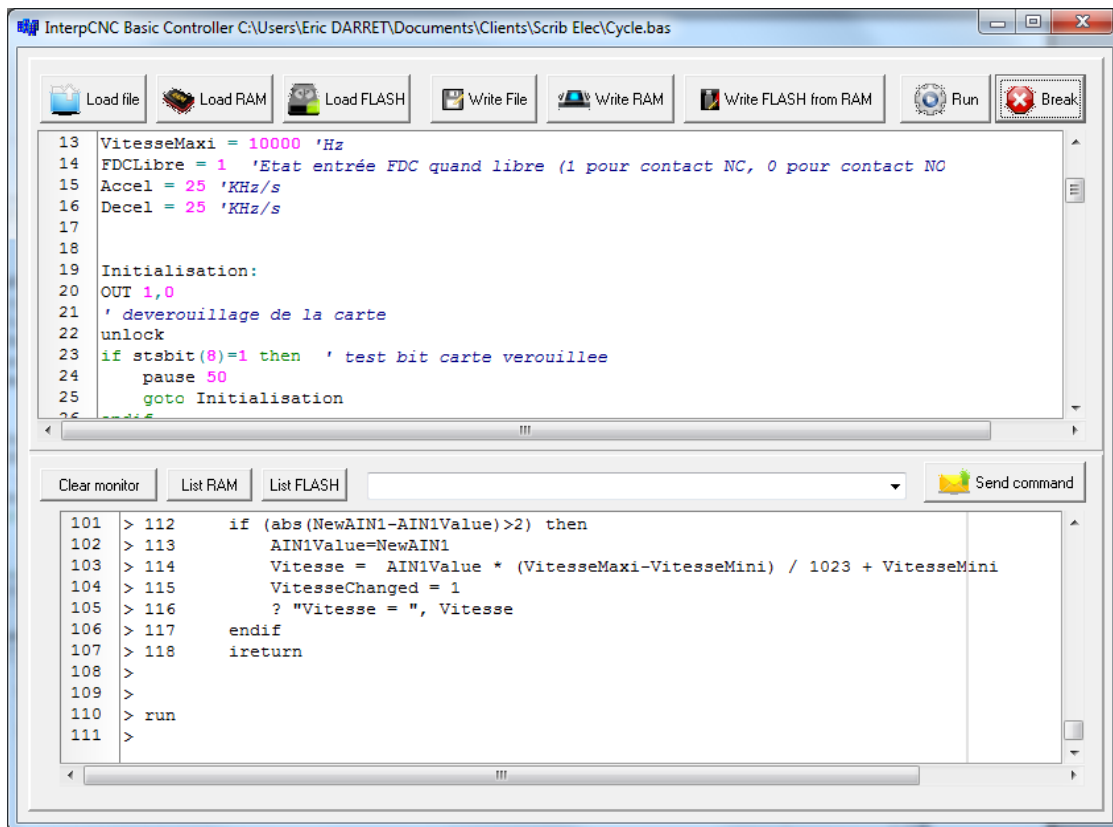 InterpCNC Basic Controller C:\Users\Eric DARRET\Documents\Clients\Scrib Elec\Cycle.bas
Load file Load RAM Load FLASH Write File Write RAM Write FLASH from RAM Run Break
13 VitesseMaxi = 10000 'Hz
14 FDCLibre = 1 'Etat entrée FDC quand libre (1 pour contact NC, 0 pour contact NO
15 Accel = 25 'KHz/s
16 Decel = 25 'KHz/s
17
18
19 Initialisation:
20 OUT 1,0
21 ' deverouillage de la carte
22 unlock
23 if stsbit(8)=1 then ' test bit carte verouillee
24 pause 50
25 goto Initialisation
26 endif
Clear monitor List RAM List FLASH Send command
101 > 112 if (abs(NewAIN1-AIN1Value)>2) then
102 > 113 AIN1Value=NewAIN1
103 > 114 Vitesse = AIN1Value * (VitesseMaxi-VitesseMini) / 1023 + VitesseMini
104 > 115 VitesseChanged = 1
105 > 116 ? "Vitesse = ", Vitesse
106 > 117 endif
107 > 118 ireturn
108 >
109 >
110 > run
111 >